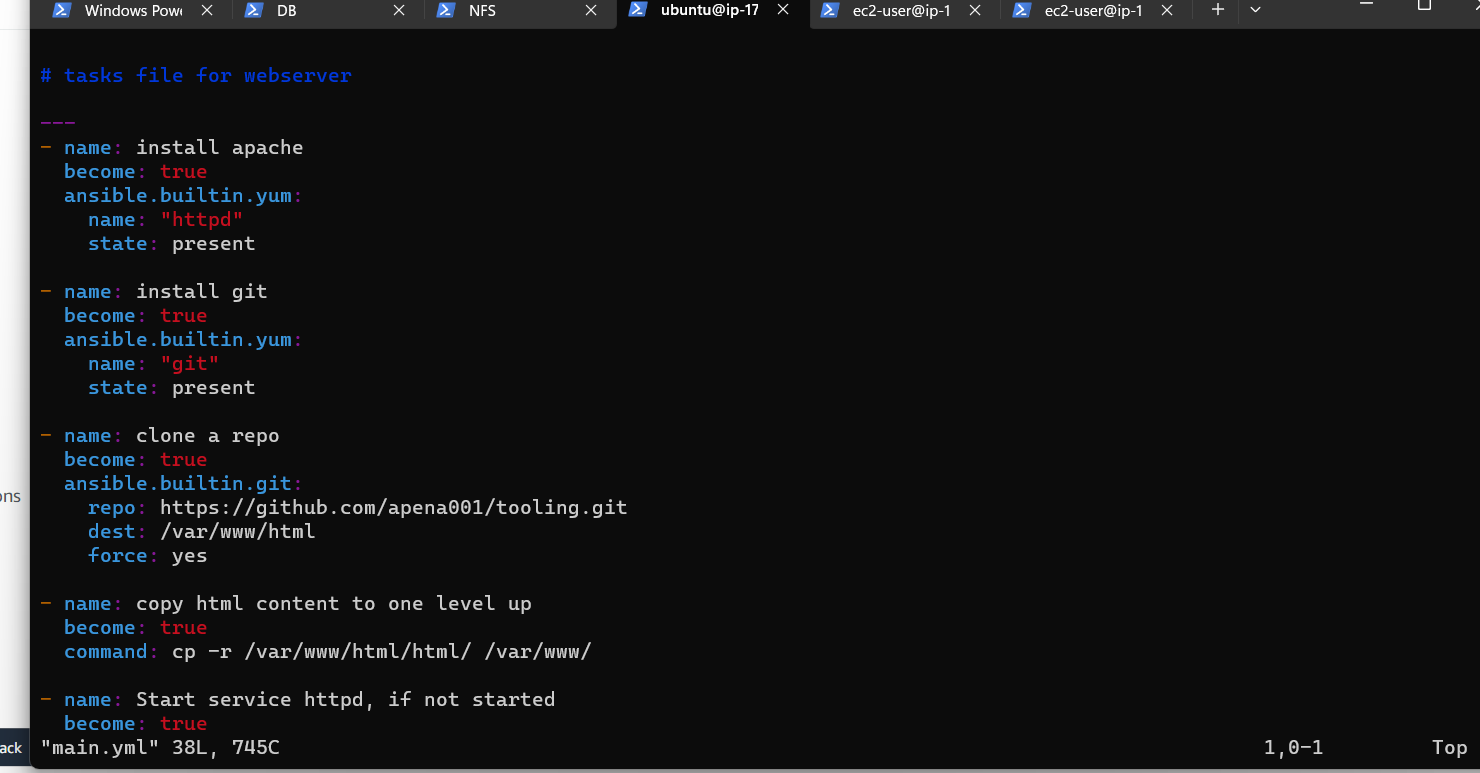 Windows Powe DB NFS ubuntu@ip-17 ec2-user@ip-1 ec2-user@ip-1
# tasks file for webserver
---
- name: install apache
  become: true
  ansible.builtin.yum:
    name: "httpd"
    state: present
- name: install git
  become: true
  ansible.builtin.yum:
    name: "git"
    state: present
- name: clone a repo
  become: true
  ansible.builtin.git:
    repo: https://github.com/apena001/tooling.git
    dest: /var/www/html
    force: yes
- name: copy html content to one level up
  become: true
  command: cp -r /var/www/html/html/ /var/www/
- name: Start service httpd, if not started
  become: true
"main.yml" 38L, 745C 1,0-1 Top
ons
ack